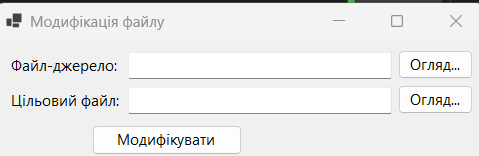 Модифікація файлу
Файл-джерело: Огляд...
Цільовий файл: Огляд...
Модифікувати